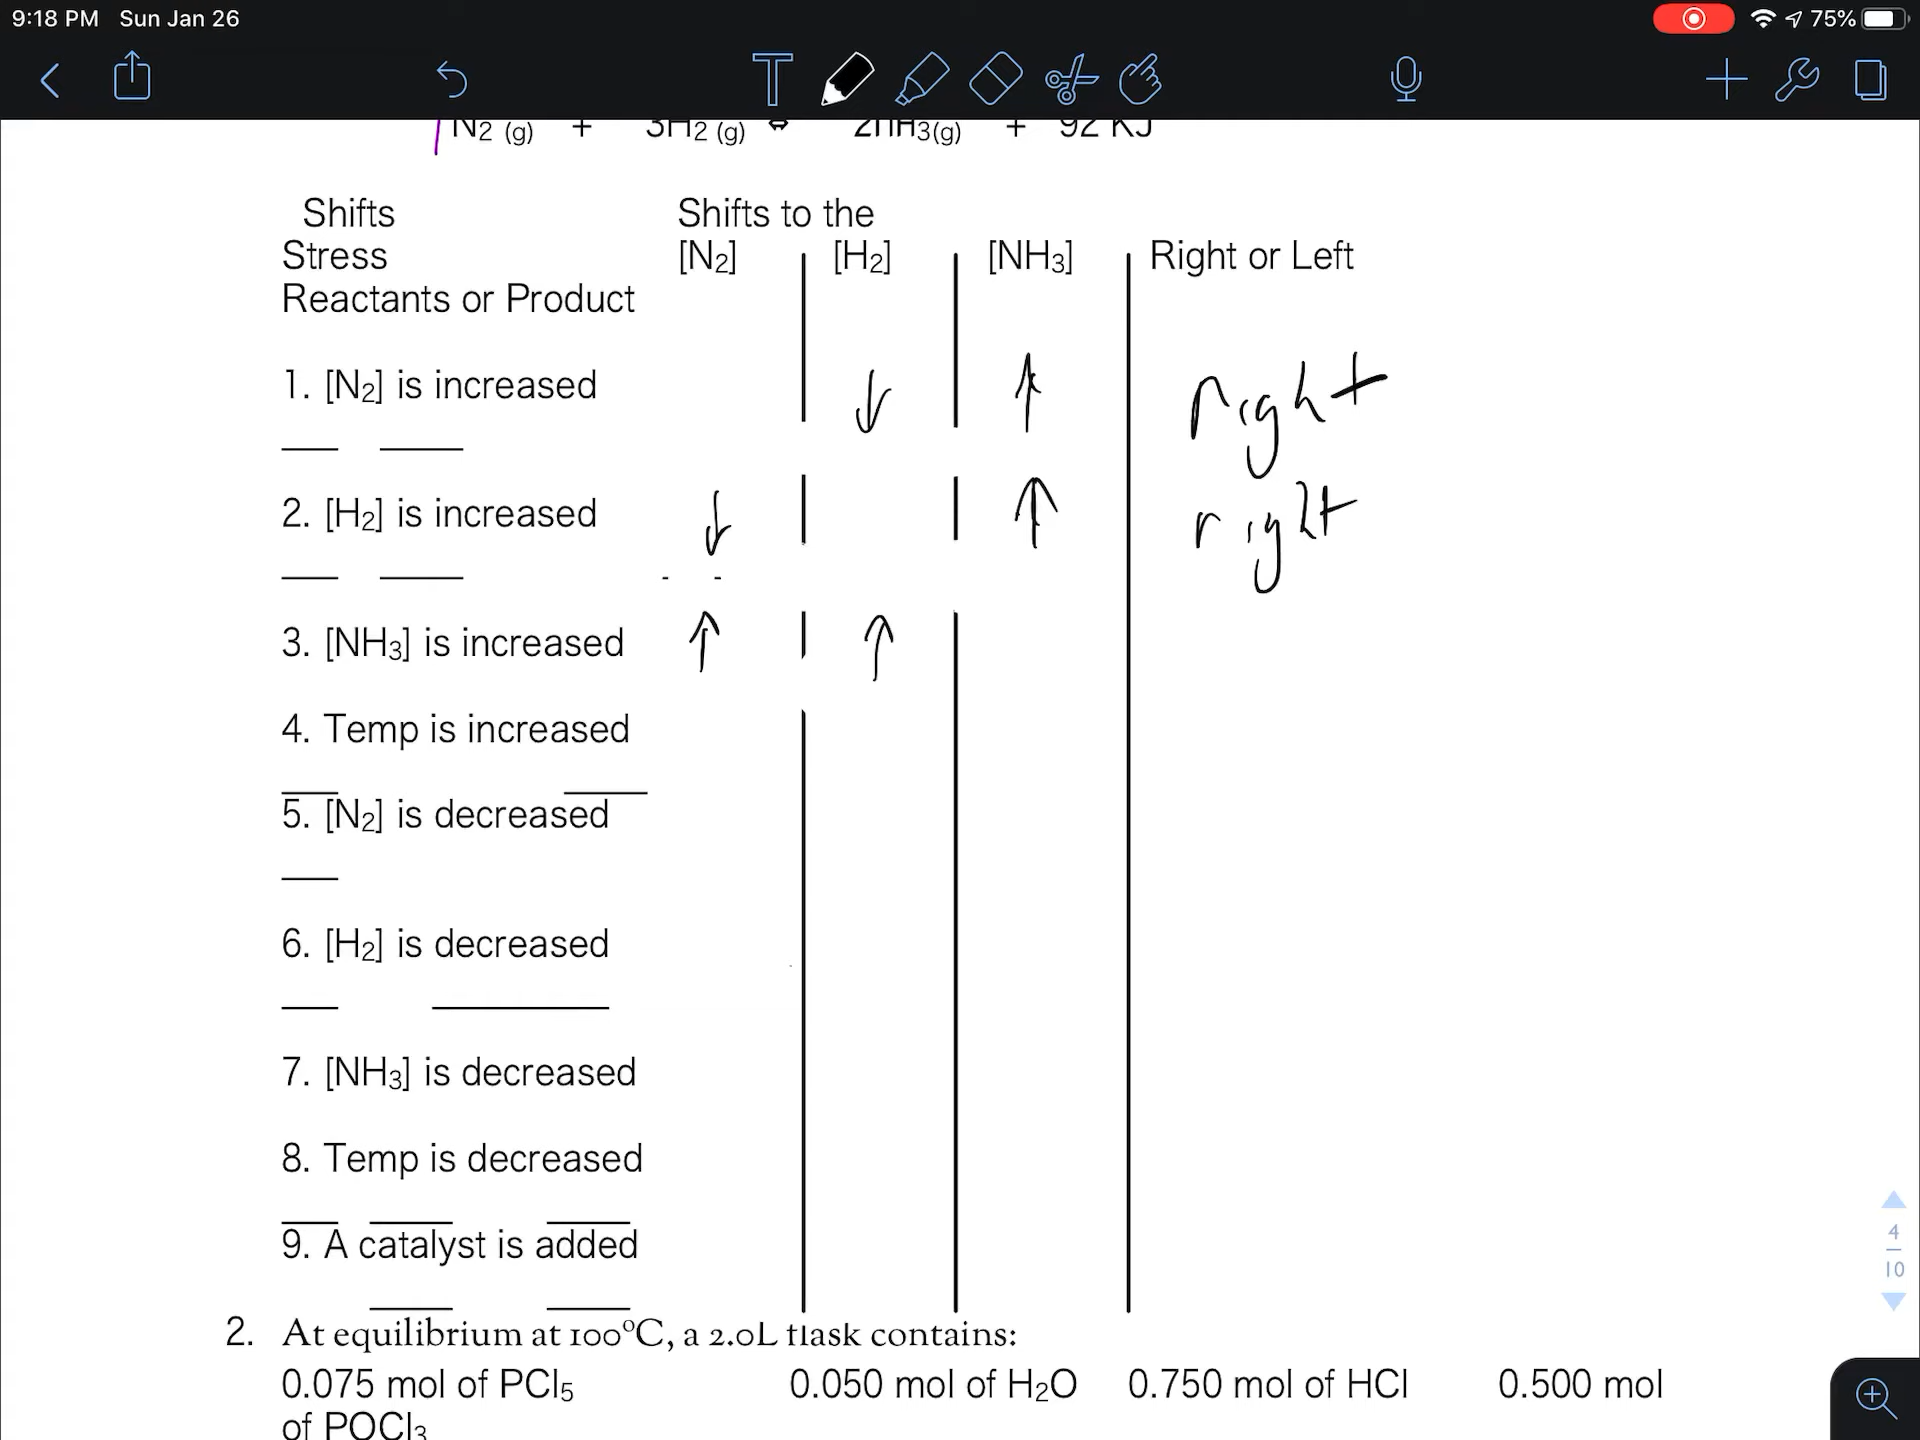 9:18 PM Sun Jan 26
75%
N2 (g) + 3H2 (g) ⇔ 2nH3(g) + 92 KJ
Shifts Shifts to the
Stress [N2] [H2] [NH3] Right or Left
Reactants or Product
1. [N2] is increased ↓ ↑ right
2. [H2] is increased ↓ ↑ right
3. [NH3] is increased ↑ ↑
4. Temp is increased
5. [N2] is decreased
6. [H2] is decreased
7. [NH3] is decreased
8. Temp is decreased
9. A catalyst is added
4
10
2. At equilibrium at 100°C, a 2.0L flask contains:
0.075 mol of PCl5 0.050 mol of H2O 0.750 mol of HCl 0.500 mol
of POCl3